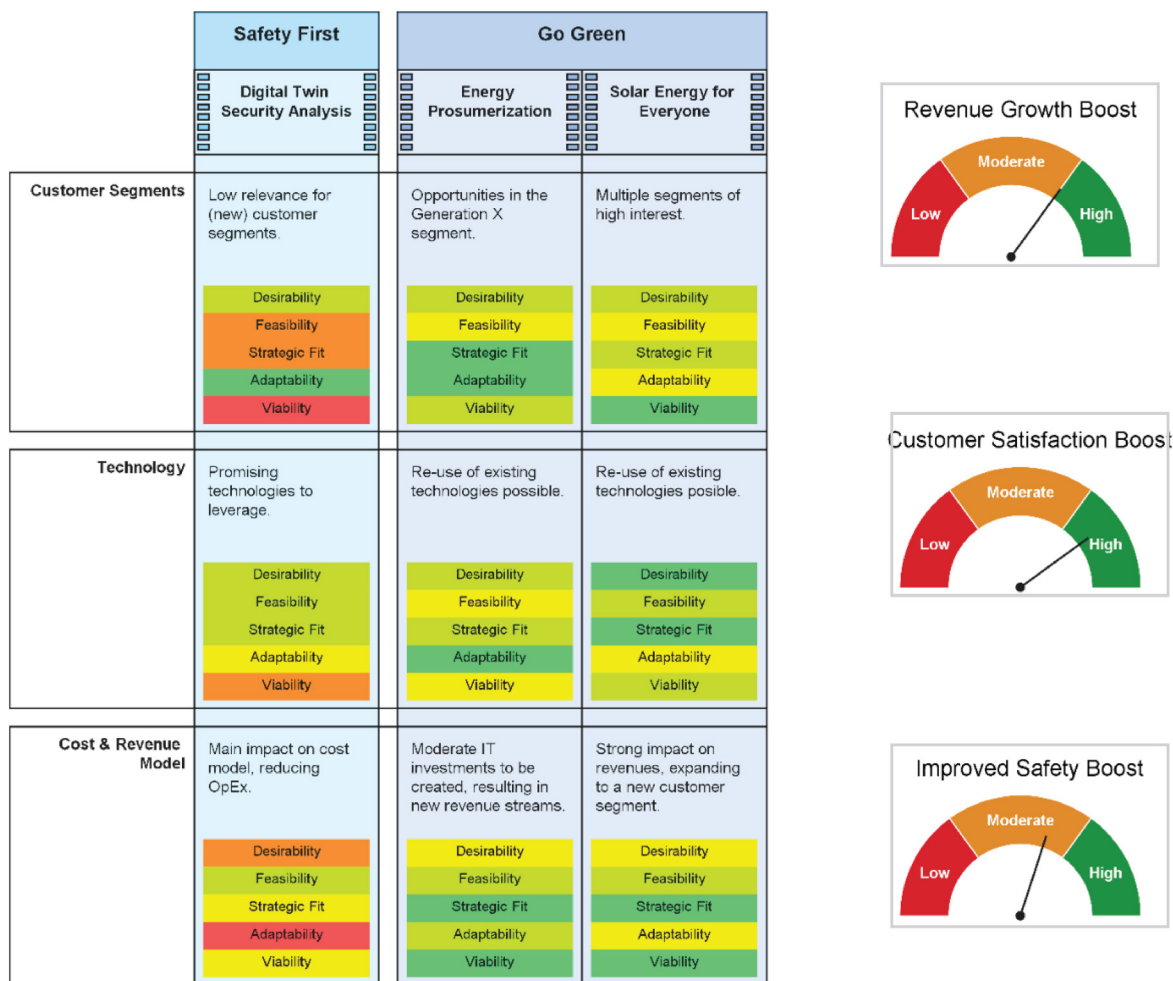 Safety First
Go Green
Digital Twin
Security Analysis
Energy
Prosumerization
Solar Energy for
Everyone
Customer Segments
Low relevance for
(new) customer
segments.
Desirability
Feasibility
Strategic Fit
Adaptability
Viability
Opportunities in the
Generation X
segment.
Desirability
Feasibility
Strategic Fit
Adaptability
Viability
Multiple segments of
high interest.
Desirability
Feasibility
Strategic Fit
Adaptability
Viability
Technology
Promising
technologies to
leverage.
Desirability
Feasibility
Strategic Fit
Adaptability
Viability
Re-use of existing
technologies possible.
Desirability
Feasibility
Strategic Fit
Adaptability
Viability
Re-use of existing
technologies posible.
Desirability
Feasibility
Strategic Fit
Adaptability
Viability
Cost & Revenue
Model
Main impact on cost
model, reducing
OpEx.
Desirability
Feasibility
Strategic Fit
Adaptability
Viability
Moderate IT
investments to be
created, resulting in
new revenue streams.
Desirability
Feasibility
Strategic Fit
Adaptability
Viability
Strong impact on
revenues, expanding
to a new customer
segment.
Desirability
Feasibility
Strategic Fit
Adaptability
Viability
Revenue Growth Boost
Low
Moderate
High
Customer Satisfaction Boost
Low
Moderate
High
Improved Safety Boost
Low
Moderate
High